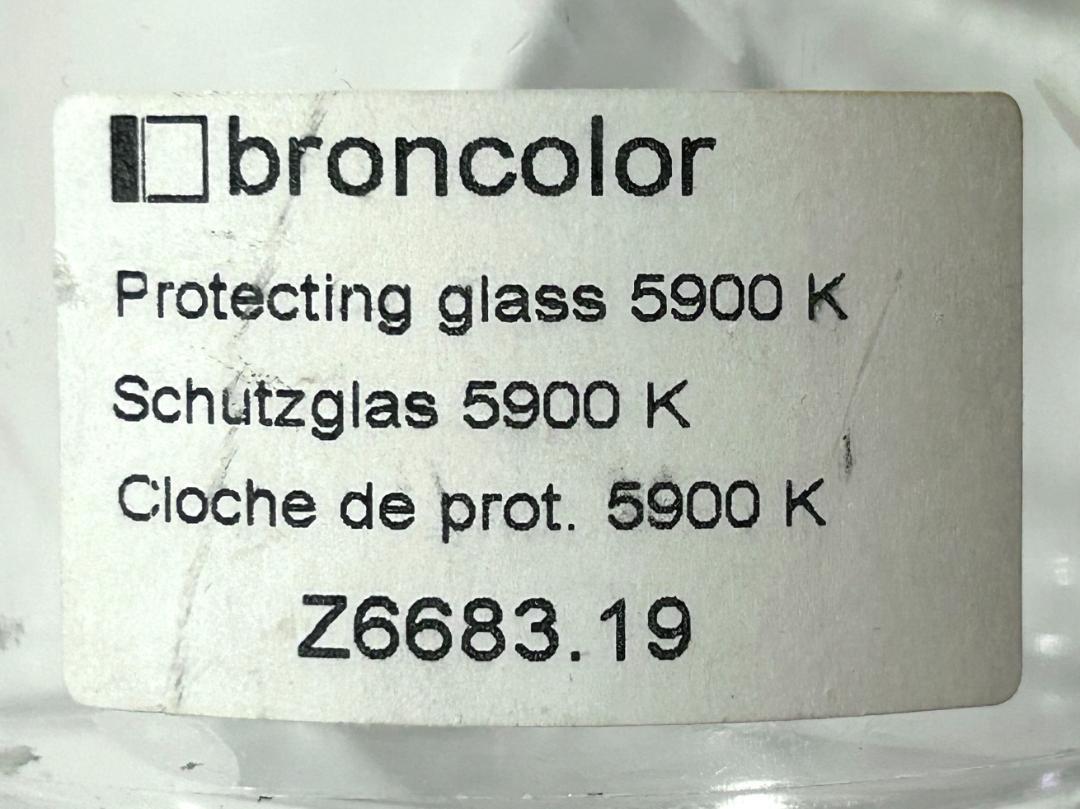 broncolor
Protecting glass 5900 K
Schutzglas 5900 K
Cloche de prot. 5900 K
Z6683.19